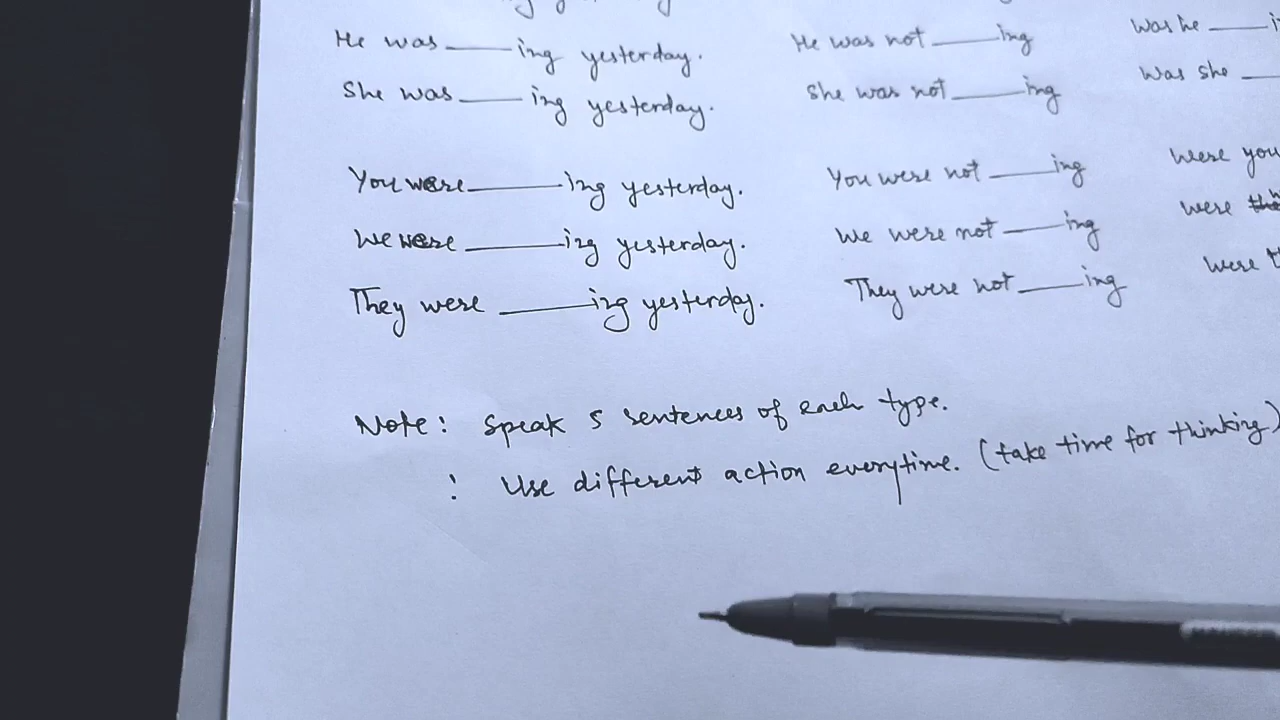 He was ____ ing yesterday. He was not ____ ing Was he ____
She was ____ ing yesterday. She was not ____ ing Was she ____
You were ____ ing yesterday. You were not ____ ing Were you
We were ____ ing yesterday. We were not ____ ing were
They were ____ ing yesterday. They were not ____ ing Were
Note: Speak 5 sentences of each type.
: Use different action everytime. (take time for thinking)